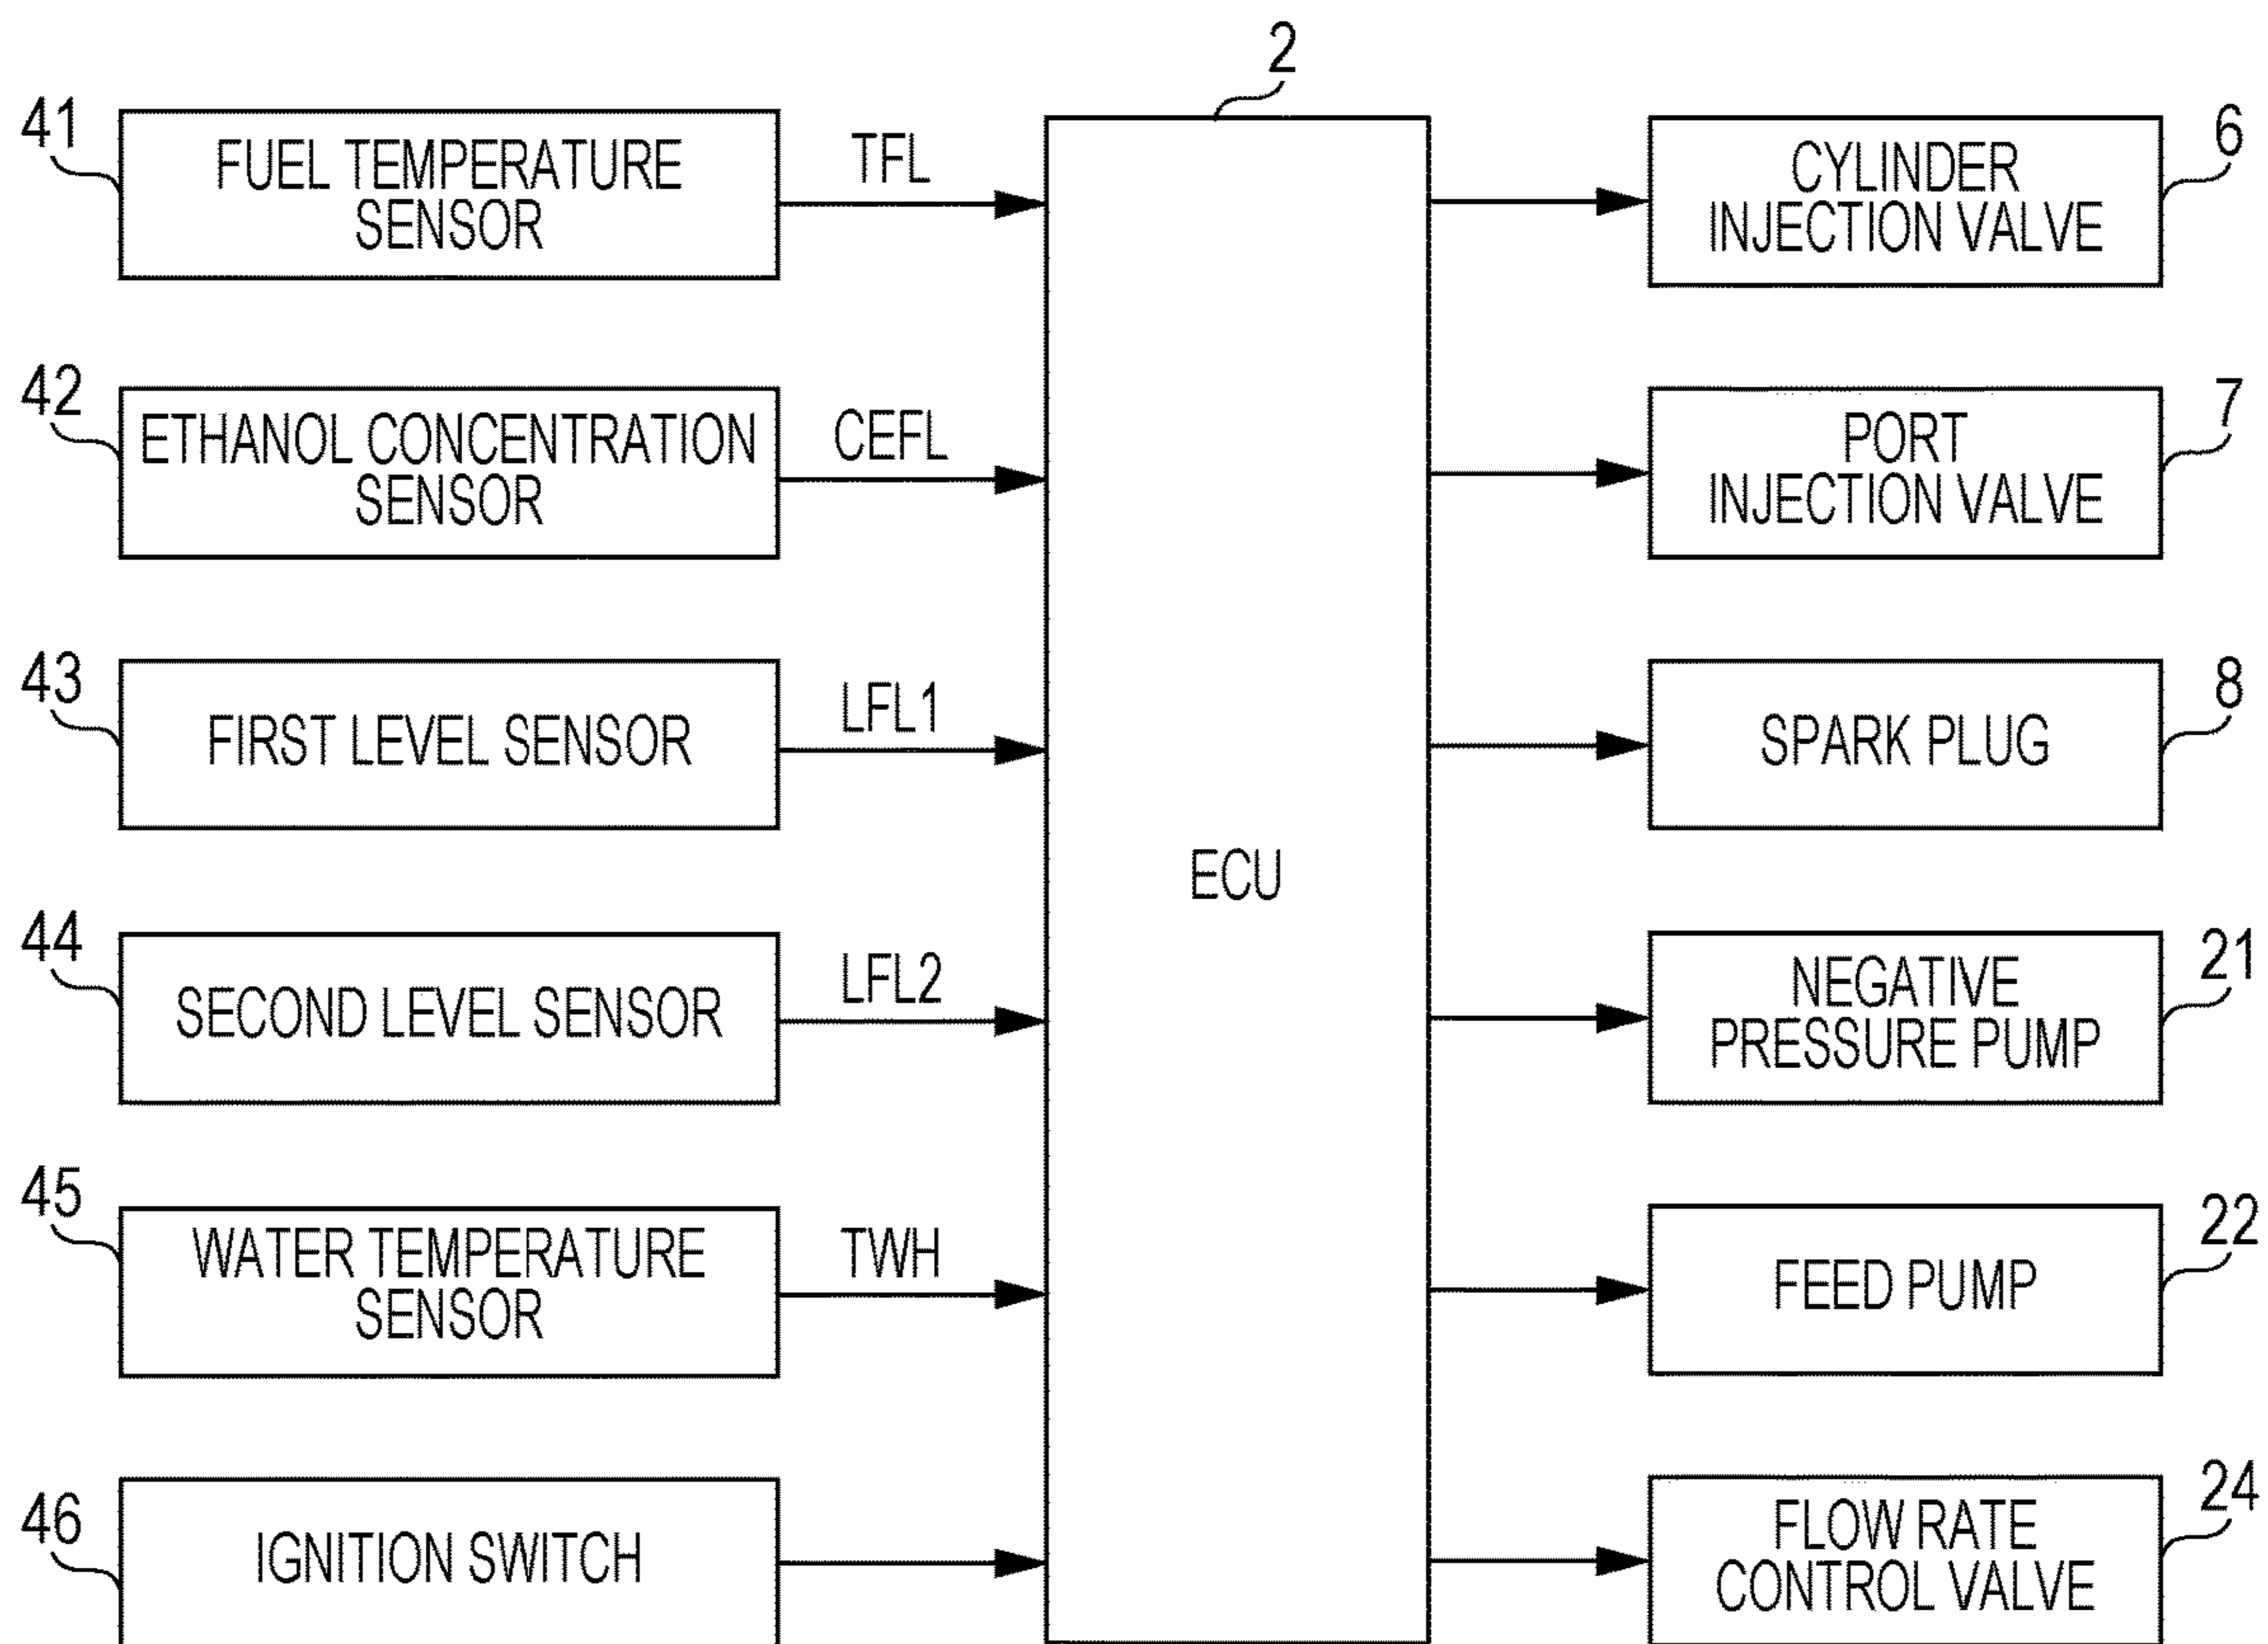 2
41
FUEL TEMPERATURE
SENSOR
TFL
42
ETHANOL CONCENTRATION
SENSOR
CEFL
43
FIRST LEVEL SENSOR
LFL1
44
SECOND LEVEL SENSOR
LFL2
45
WATER TEMPERATURE
SENSOR
TWH
46
IGNITION SWITCH
ECU
6
CYLINDER
INJECTION VALVE
7
PORT
INJECTION VALVE
8
SPARK PLUG
21
NEGATIVE
PRESSURE PUMP
22
FEED PUMP
24
FLOW RATE
CONTROL VALVE